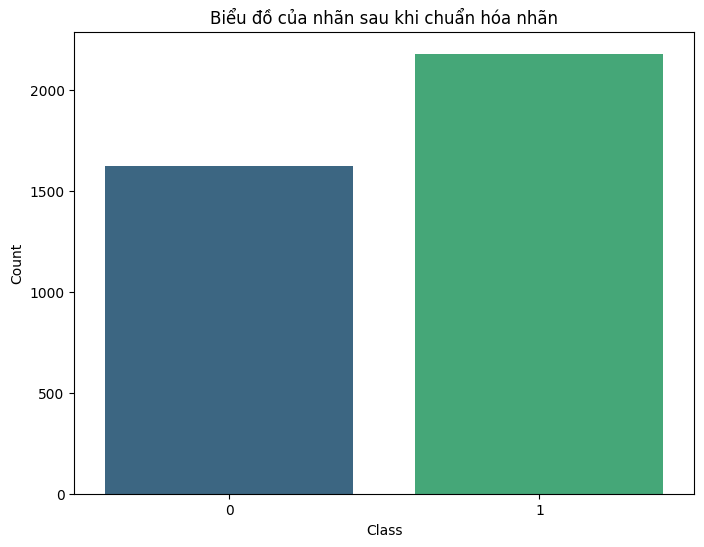 Biểu đồ của nhãn sau khi chuẩn hóa nhãn
2000
1500
1000
500
0
Count
0 1
Class